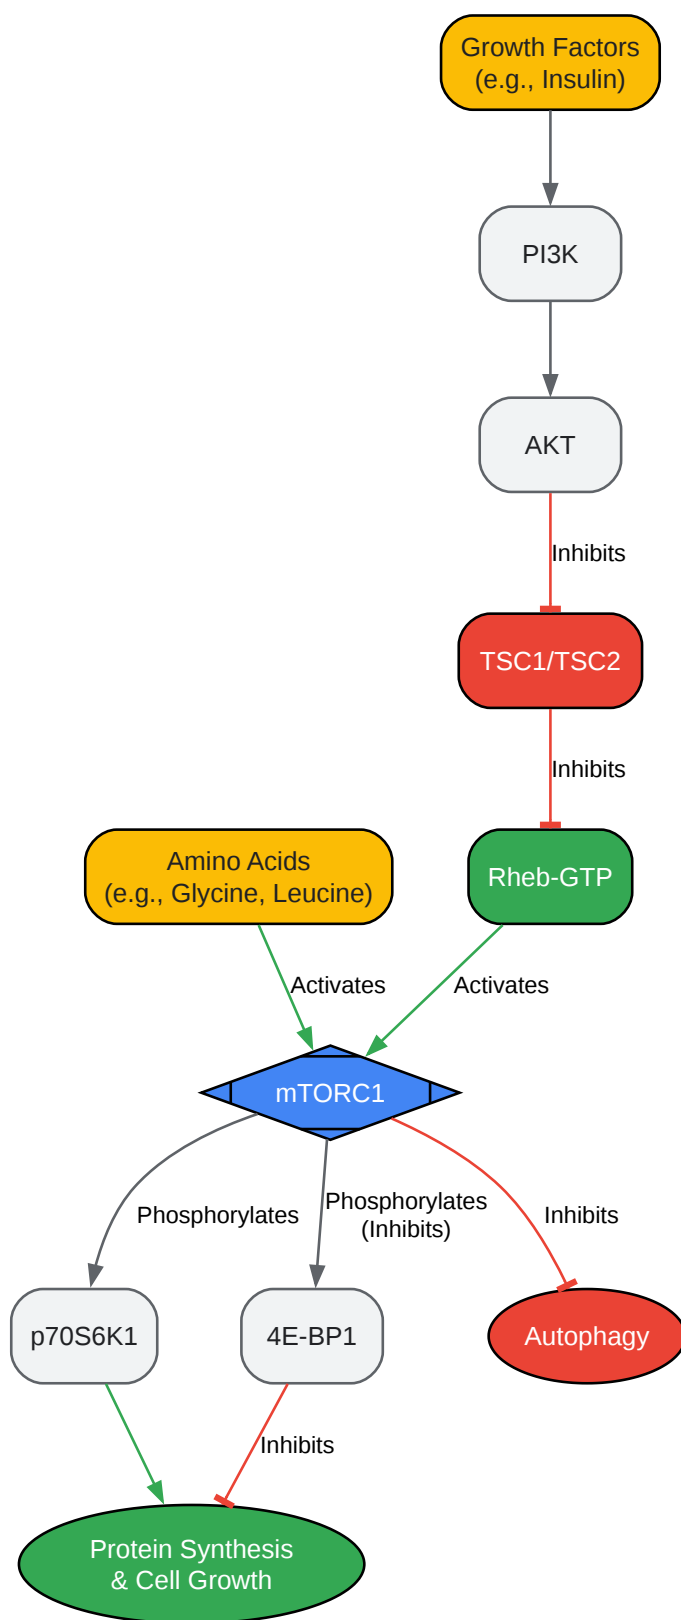 Growth Factors
(e.g., Insulin)
PI3K
AKT
Inhibits
TSC1/TSC2
Inhibits
Amino Acids
(e.g., Glycine, Leucine)
Rheb-GTP
Activates
Activates
mTORC1
Phosphorylates
Phosphorylates
(Inhibits)
Inhibits
p70S6K1
4E-BP1
Autophagy
Inhibits
Protein Synthesis
& Cell Growth